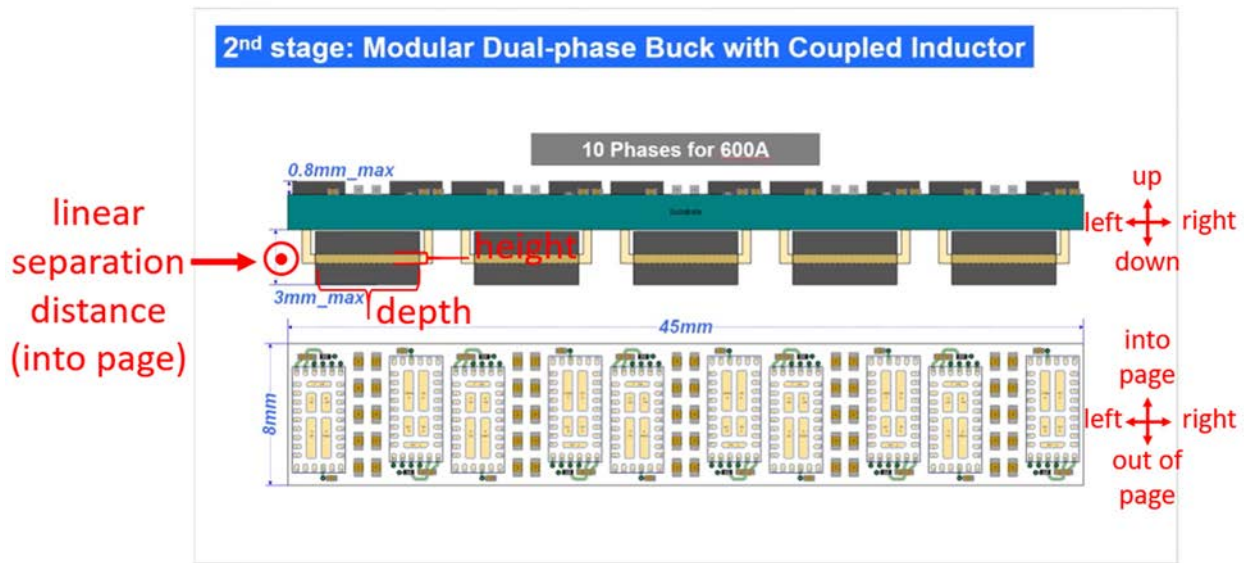 2nd stage: Modular Dual-phase Buck with Coupled Inductor
10 Phases for 600A
0.8mm_max
up
left
right
down
linear
separation
distance
(into page)
height
3mm_max
depth
45mm
8mm
into
page
left
right
out of
page